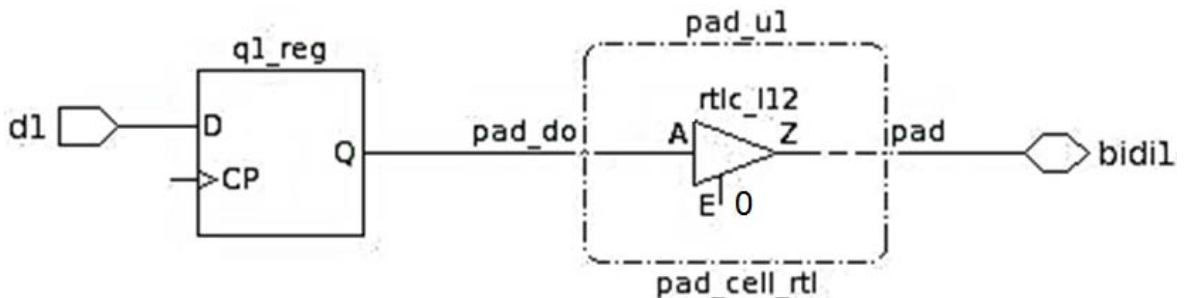 pad_u1
q1_reg
rtlc_I12
d1
D
Q
CP
pad_do
A
Z
E
0
pad
bidi1
pad_cell_rtl